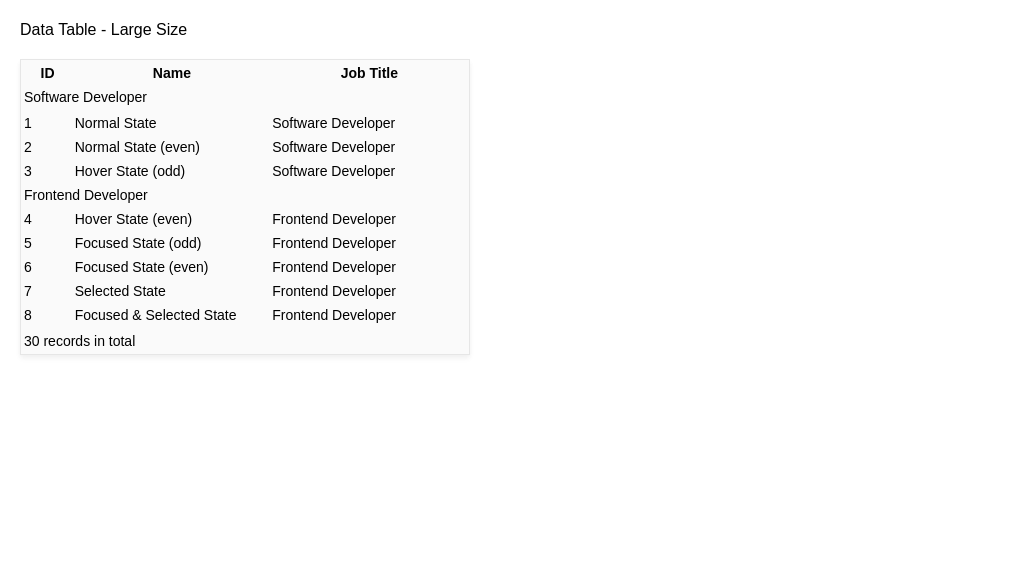 Data Table - Large Size
ID Name Job Title
Software Developer
1 Normal State Software Developer
2 Normal State (even) Software Developer
3 Hover State (odd) Software Developer
Frontend Developer
4 Hover State (even) Frontend Developer
5 Focused State (odd) Frontend Developer
6 Focused State (even) Frontend Developer
7 Selected State Frontend Developer
8 Focused & Selected State Frontend Developer
30 records in total